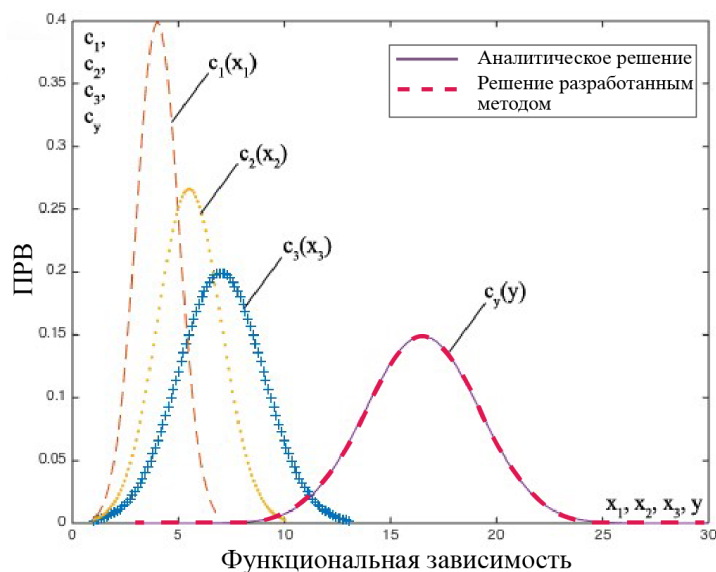 0.4
0.35
0.3
0.25
0.2
0.15
0.1
0.05
0
ПРВ
c₁,
c₂,
c₃,
cᵧ
c₁(x₁)
c₂(x₂)
c₃(x₃)
cᵧ(y)
Аналитическое решение
Решение разработанным
методом
x₁, x₂, x₃, y
0 5 10 15 20 25 30
Функциональная зависимость